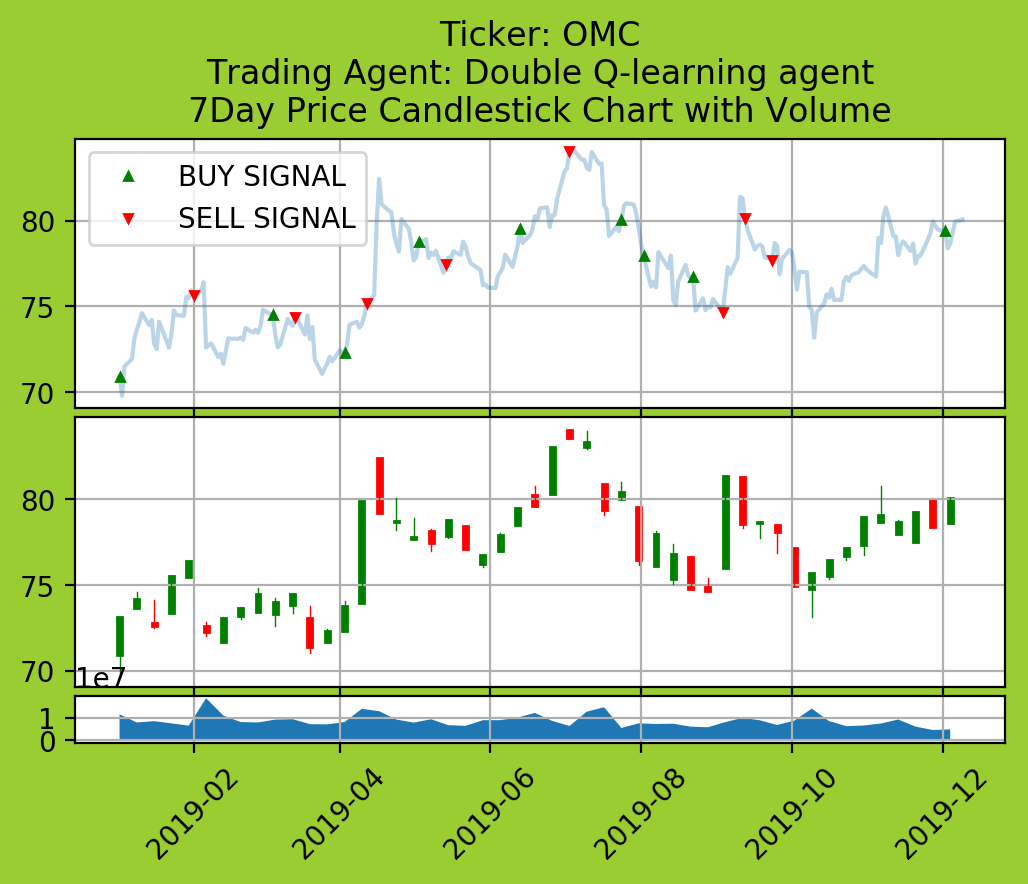 Ticker: OMC
Trading Agent: Double Q-learning agent
7Day Price Candlestick Chart with Volume
BUY SIGNAL
SELL SIGNAL
80
75
70
80
75
70
1e7
1
0
2019-02
2019-04
2019-06
2019-08
2019-10
2019-12